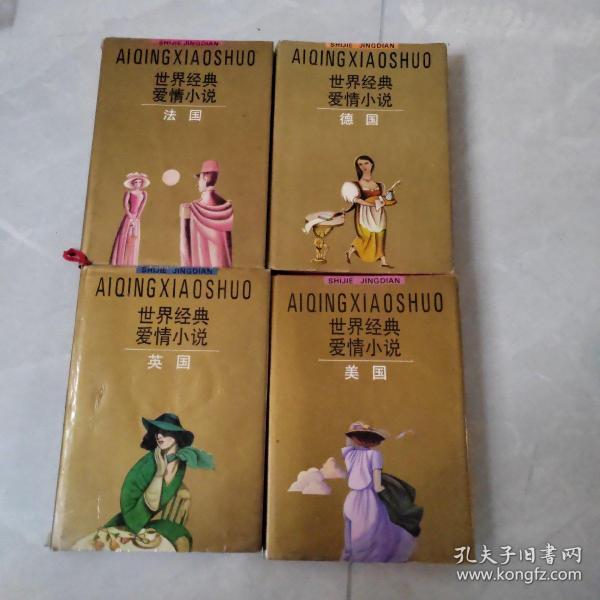 SHIJIE JINGDIAN
AIQINGXIAOSHUO
世界经典
爱情小说
法国
SHIJIE JINGDIAN
AIQINGXIAOSHUO
世界经典
爱情小说
德国
SHIJIE JINGDIAN
AIQINGXIAOSHUO
世界经典
爱情小说
英国
SHIJIE JINGDIAN
AIQINGXIAOSHUO
世界经典
爱情小说
美国
孔夫子旧书网
www.kongfz.com